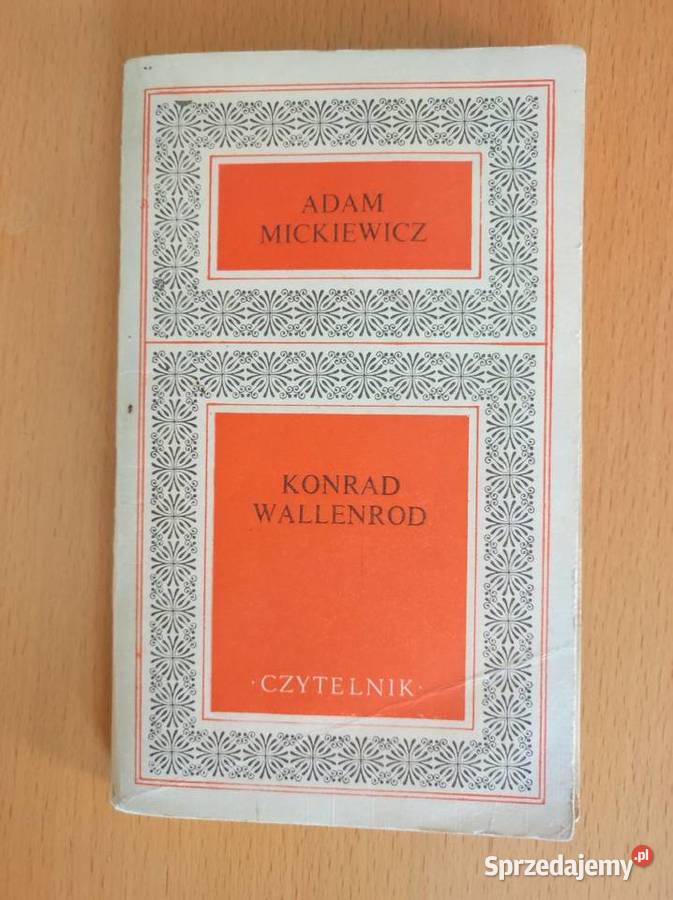 ADAM
MICKIEWICZ
KONRAD
WALLENROD
· CZYTELNIK ·
Sprzedajemy.pl